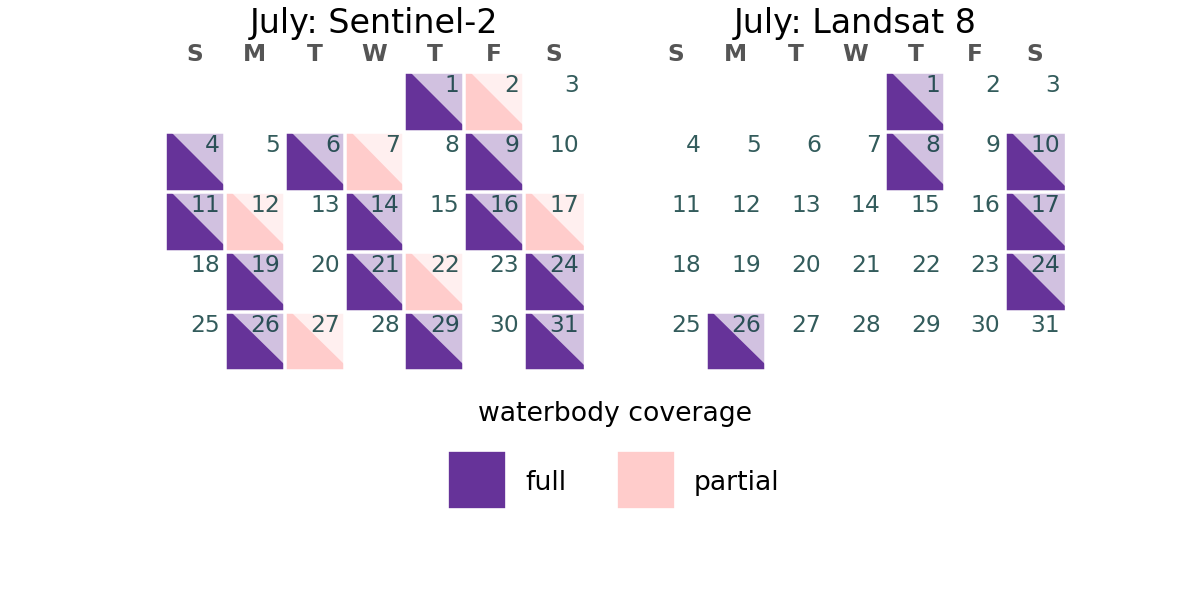 July: Sentinel-2
S M T W T F S
1 2 3
4 5 6 7 8 9 10
11 12 13 14 15 16 17
18 19 20 21 22 23 24
25 26 27 28 29 30 31
July: Landsat 8
S M T W T F S
1 2 3
4 5 6 7 8 9 10
11 12 13 14 15 16 17
18 19 20 21 22 23 24
25 26 27 28 29 30 31
waterbody coverage
full
partial